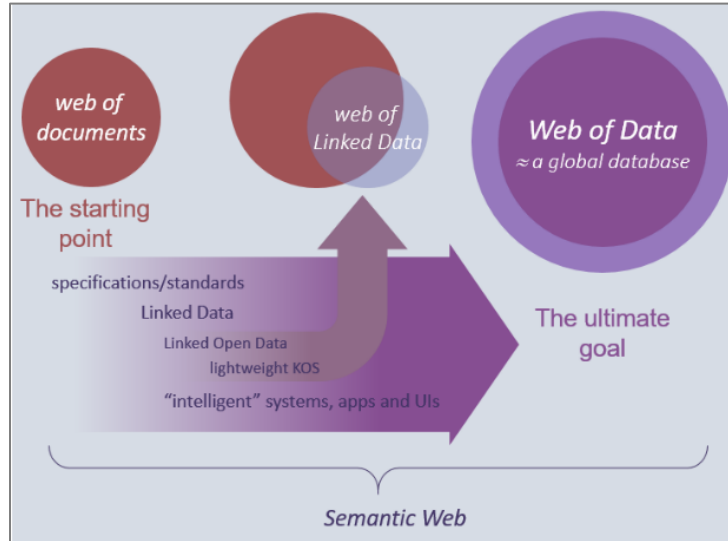 web of
documents
web of
Linked Data
Web of Data
≈ a global database
The starting
point
specifications/standards
Linked Data
Linked Open Data
lightweight KOS
“intelligent” systems, apps and UIs
The ultimate
goal
Semantic Web